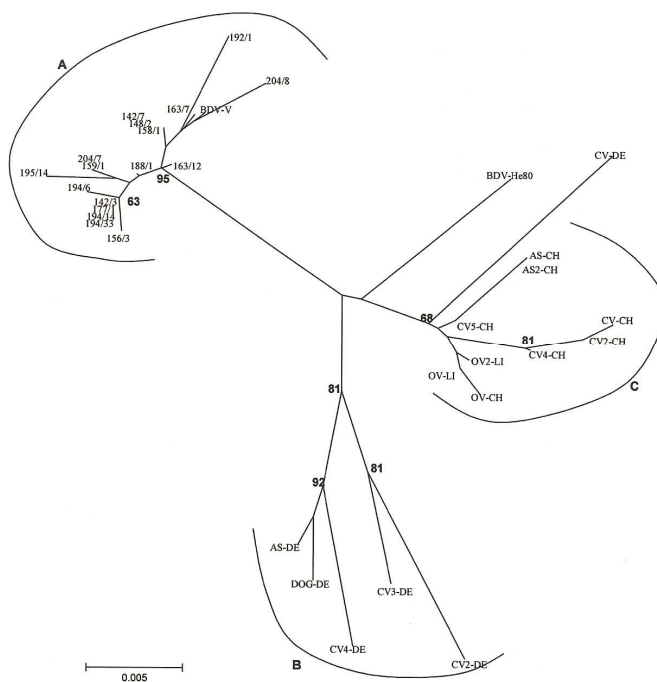 192/1
A
204/8
163/7
BDV-V
142/7
148/2
158/1
204/7
159/1
188/1
163/12
195/14
95
194/6
63
142/3
177/1
194/14
194/33
156/3
CV-DE
BDV-He80
AS-CH
AS2-CH
68
CV5-CH
CV-CH
81
CV2-CH
CV4-CH
OV2-LI
OV-LI
C
OV-CH
81
81
92
AS-DE
DOG-DE
CV3-DE
CV4-DE
B
CV2-DE
0.005